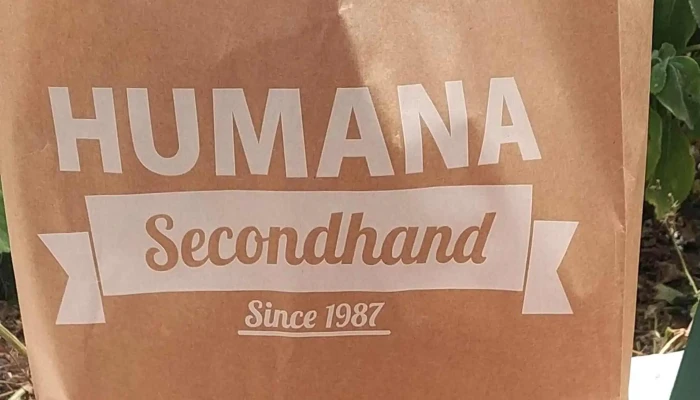 HUMANA
Secondhand
Since 1987